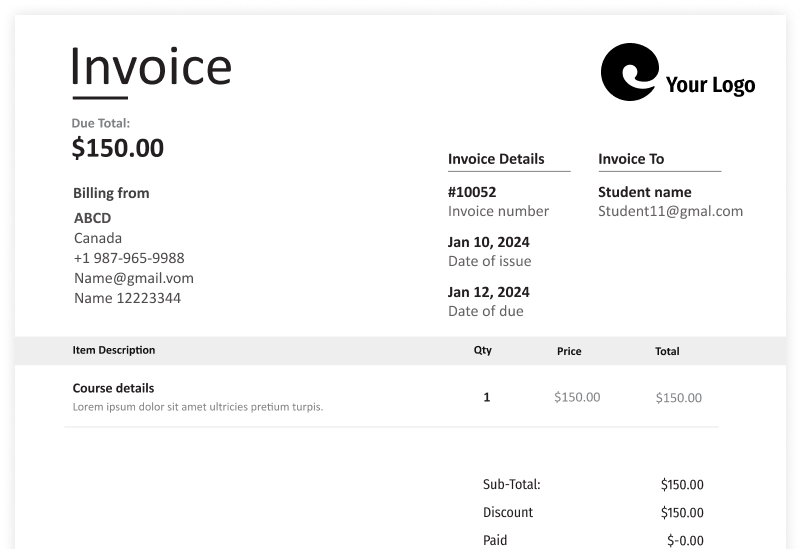 Invoice
Your Logo
Due Total:
$150.00
Billing from
ABCD
Canada
+1 987-965-9988
Name@gmail.vom
Name 12223344
Invoice Details
#10052
Invoice number
Jan 10, 2024
Date of issue
Jan 12, 2024
Date of due
Invoice To
Student name
Student11@gmal.com
Item Description Qty Price Total
Course details
Lorem ipsum dolor sit amet ultricies pretium turpis.
1 $150.00 $150.00
Sub-Total: $150.00
Discount $150.00
Paid $-0.00